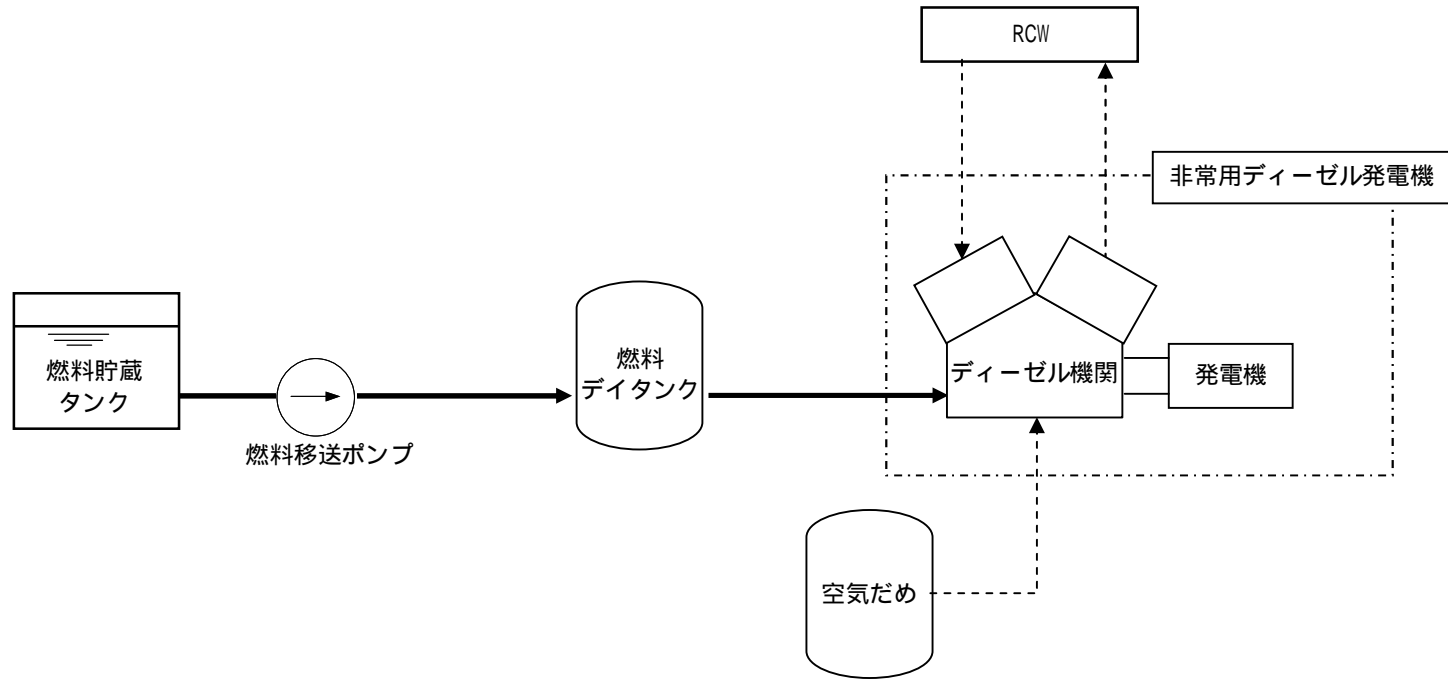 RCW
非常用ディーゼル発電機
燃料貯蔵
タンク
燃料移送ポンプ
燃料
デイタンク
ディーゼル機関
発電機
空気だめ